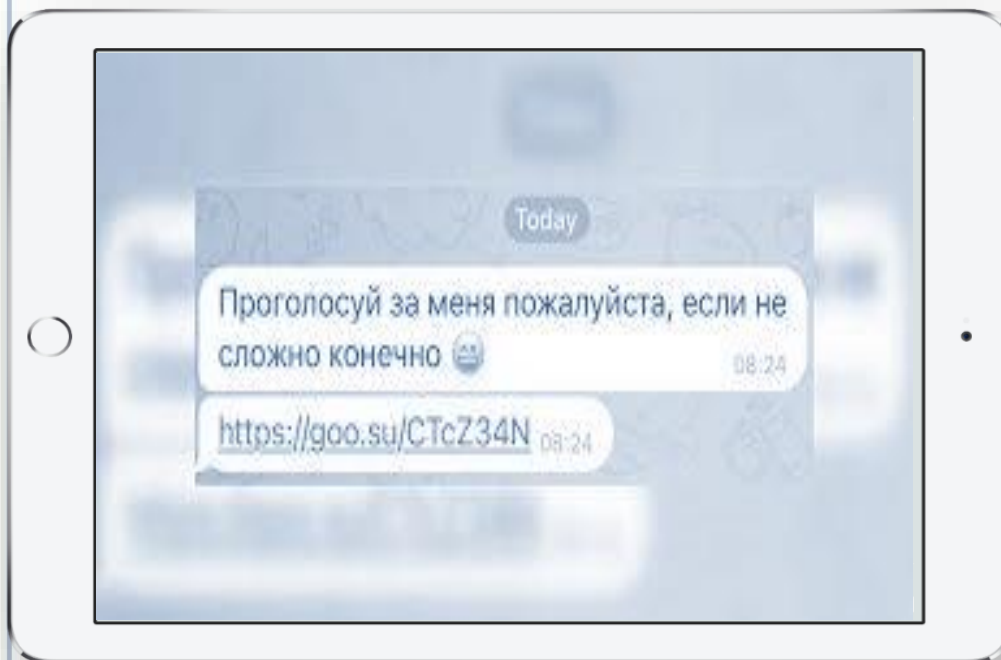 Today
Проголосуй за меня пожалуйста, если не
сложно конечно 😄
08:24
https://goo.su/CTcZ34N 08:24